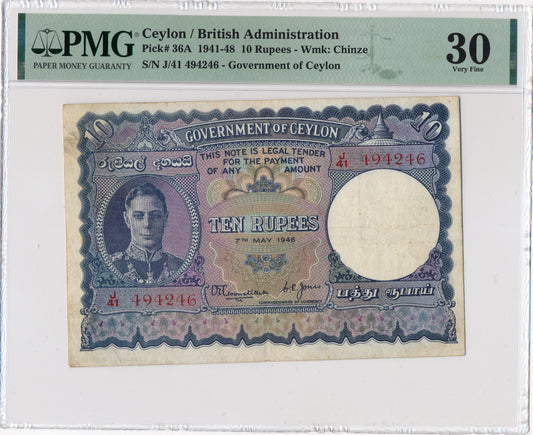 PMG
PAPER MONEY GUARANTY
Ceylon / British Administration
Pick# 36A 1941-48 10 Rupees - Wmk: Chinze
S/N J/41 494246 - Government of Ceylon
30
Very Fine
10
GOVERNMENT OF CEYLON
10
රුපියල් දහයයි
THIS NOTE IS LEGAL TENDER
FOR THE PAYMENT
OF ANY AMOUNT
J/41 494246
TEN RUPEES
7TH MAY 1946
J/41 494246
COMMISSIONERS OF CURRENCY
பத்து ரூபாய்